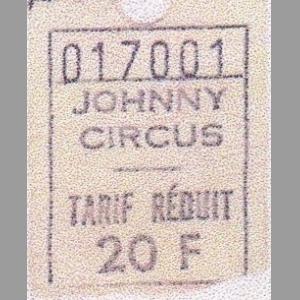 017001
JOHNNY
CIRCUS
TARIF RÉDUIT
20 F